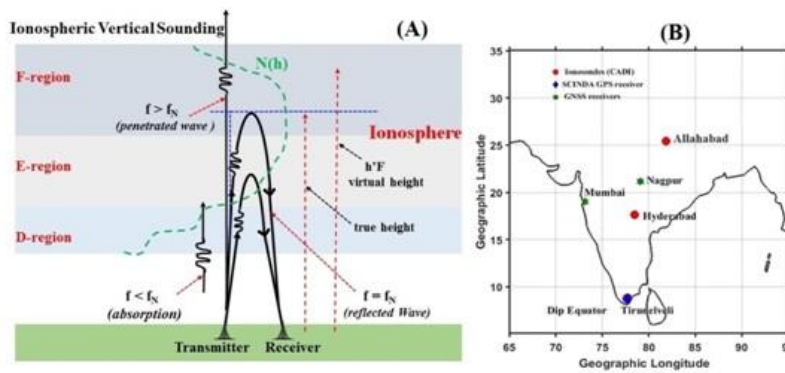 Ionospheric Vertical Sounding
(A)
F-region
N(h)
f > fN
(penetrated wave )
Ionosphere
E-region
h'F
virtual height
true height
D-region
f < fN
(absorption)
f = fN
(reflected Wave)
Transmitter
Receiver
(B)
35
30
25
20
15
10
Geographic Latitude
Ionosondes (CADI)
SCINDA GPS receiver
GNSS receivers
Allahabad
Nagpur
Mumbai
Hyderabad
Dip Equator
Tirunelveli
65
70
75
80
85
90
Geographic Longitude